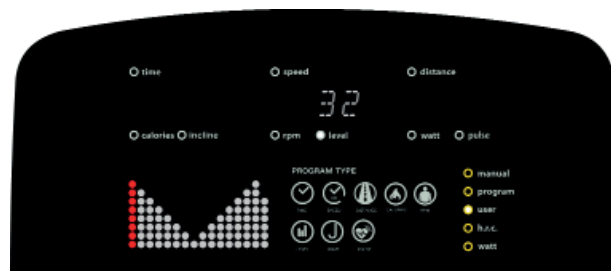 time speed distance
32
calories incline rpm level watt pulse
PROGRAM TYPE
manual
program
user
h.r.c.
watt